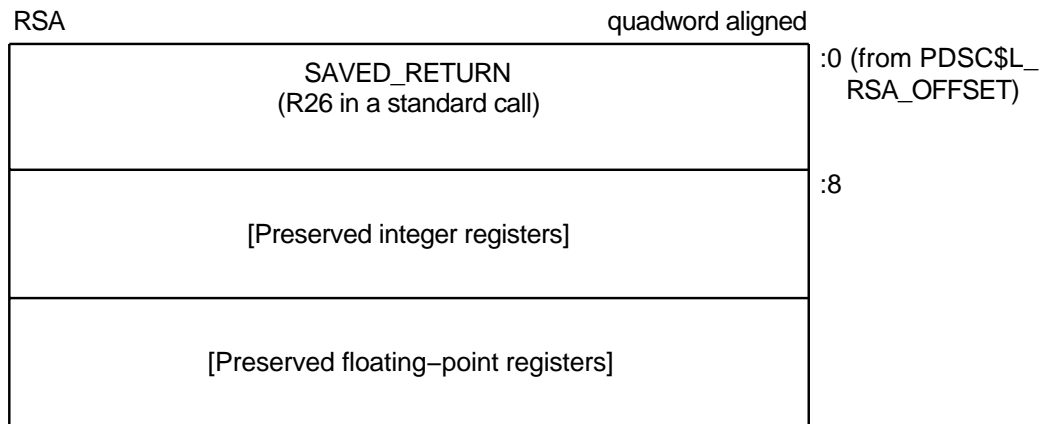 RSA quadword aligned
SAVED_RETURN
(R26 in a standard call)
:0 (from PDSC$L_
RSA_OFFSET)
:8
[Preserved integer registers]
[Preserved floating−point registers]